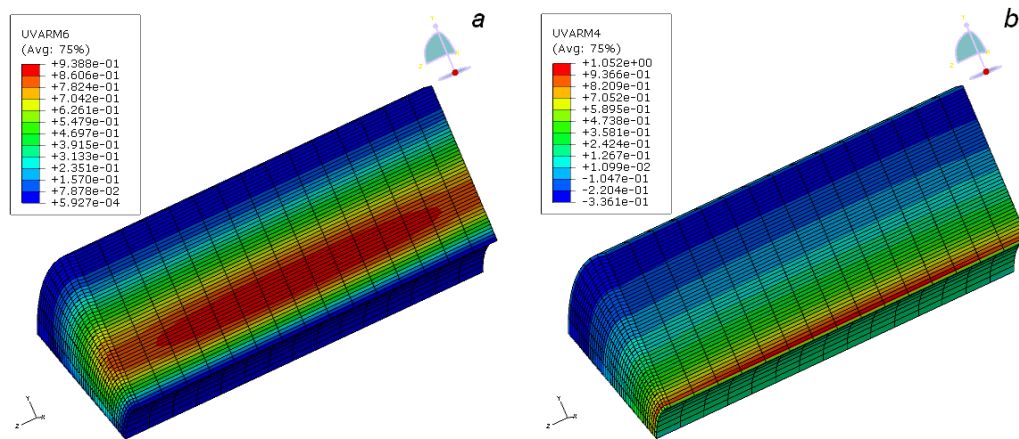 a
UVARM6
(Avg: 75%)
+9.388e-01
+8.606e-01
+7.824e-01
+7.042e-01
+6.261e-01
+5.479e-01
+4.697e-01
+3.915e-01
+3.133e-01
+2.351e-01
+1.570e-01
+7.878e-02
+5.927e-04
Y
Z
X
b
UVARM4
(Avg: 75%)
+1.052e+00
+9.366e-01
+8.209e-01
+7.052e-01
+5.895e-01
+4.738e-01
+3.581e-01
+2.424e-01
+1.267e-01
+1.099e-02
-1.047e-01
-2.204e-01
-3.361e-01
Y
Z
X